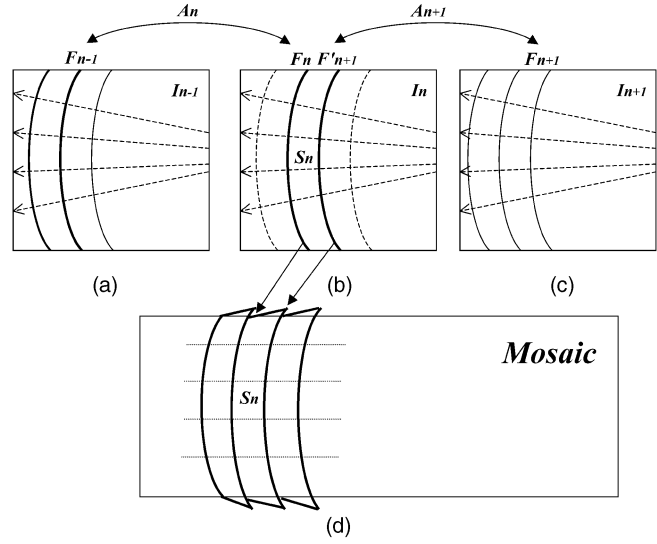 An An+1
Fn-1 Fn F'n+1 Fn+1
In-1 In In+1
Sn
(a) (b) (c)
Mosaic
Sn
(d)